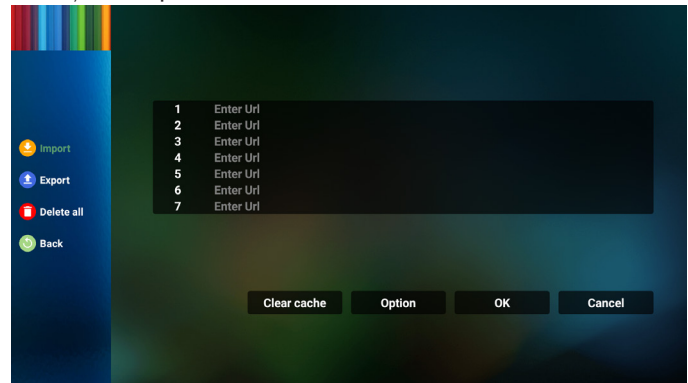 Import
Export
Delete all
Back
1 Enter Url
2 Enter Url
3 Enter Url
4 Enter Url
5 Enter Url
6 Enter Url
7 Enter Url
Clear cache Option OK Cancel